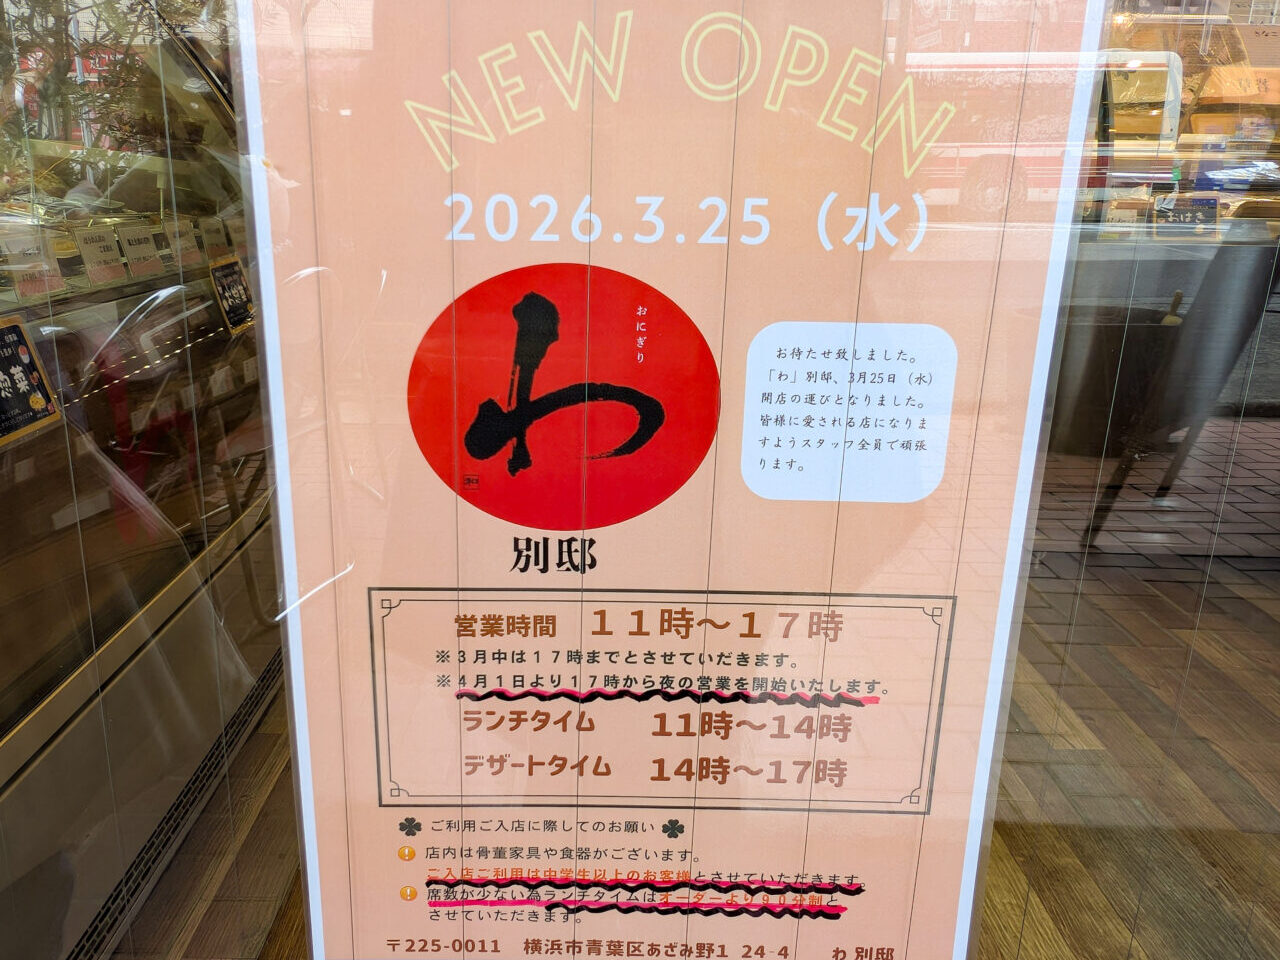 NEW OPEN
2026.3.25（水）
おにぎり
わ
和
別邸
お待たせ致しました。
「わ」別邸、3月25日（水）
開店の運びとなりました。
皆様に愛される店になりま
すようスタッフ全員で頑張
ります。
営業時間 11時～17時
※3月中は17時までとさせていだきます。
※4月1日より17時から夜の営業を開始いたします。
ランチタイム 11時～14時
デザートタイム 14時～17時
ご利用ご入店に際してのお願い
店内は骨董家具や食器がございます。
ご入店ご利用は中学生以上のお客様とさせていただきます。
席数が少ない為ランチタイムはオーダーより90分制と
させていただきます。
〒225-0011 横浜市青葉区あざみ野1 24-4 わ別邸
おはぎ
惣菜